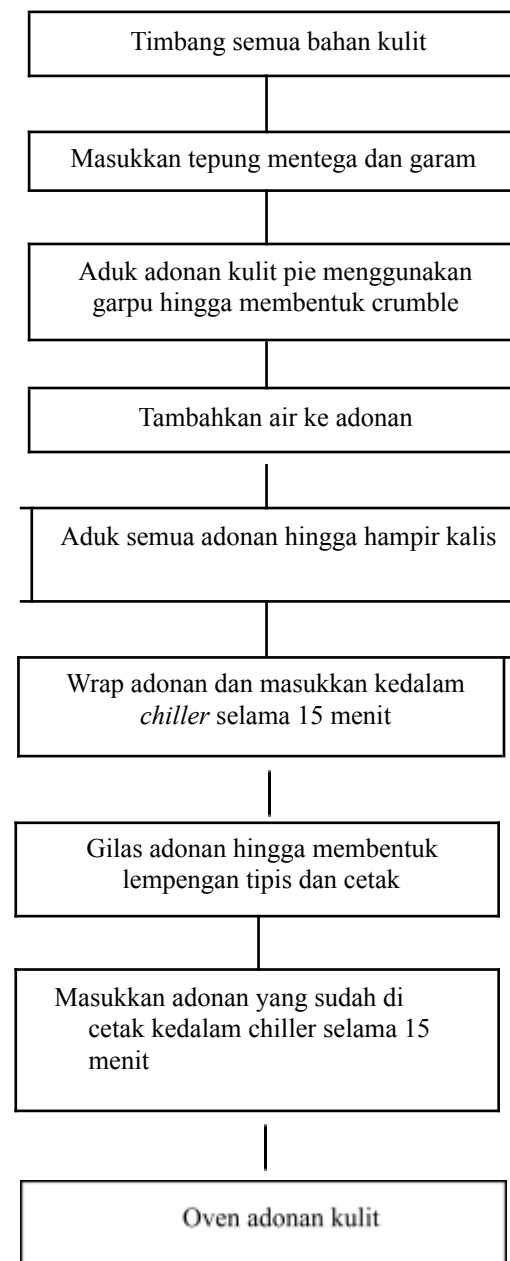 Timbang semua bahan kulit
Masukkan tepung mentega dan garam
Aduk adonan kulit pie menggunakan
garpu hingga membentuk crumble
Tambahkan air ke adonan
Aduk semua adonan hingga hampir kalis
Wrap adonan dan masukkan kedalam
chiller selama 15 menit
Gilas adonan hingga membentuk
lempengan tipis dan cetak
Masukkan adonan yang sudah di
cetak kedalam chiller selama 15
menit
Oven adonan kulit